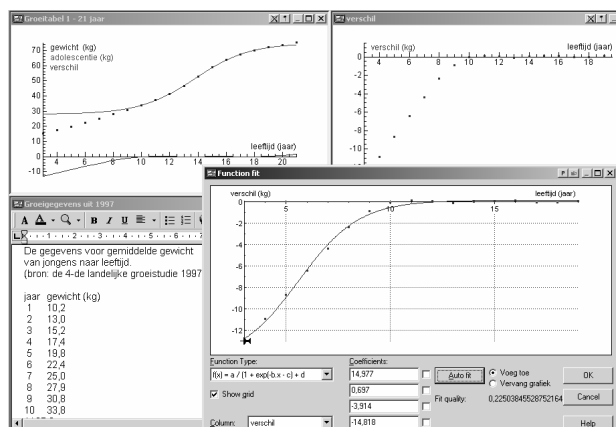 Groeitabel 1 - 21 jaar
gewicht (kg)
adolescentie (kg)
verschil
70
60
50
40
30
20
10
0
-10
4 6 8 10 12 14 16 18 20
leeftijd (jaar)
verschil
verschil (kg)
leeftijd (jaar)
4 6 8 10 12 14 16 18
0
-2
-4
-6
-8
-10
-12
Groeigegevens uit 1997
A A B I U
De gegevens voor gemiddelde gewicht
van jongens naar leeftijd.
(bron: de 4-de landelijke groeistudie 1997
jaar gewicht (kg)
1 10,2
2 13,0
3 15,2
4 17,4
5 19,8
6 22,4
7 25,0
8 27,9
9 30,8
10 33,8
Function fit
verschil (kg)
leeftijd (jaar)
5 10 15
0
-2
-4
-6
-8
-10
-12
Function Type:
f(x) = a / (1 + exp(-b.x - c) + d
Show grid
Column: verschil
Coefficients:
14,977
0,697
-3,914
-14,818
Auto fit
Voeg toe
Vervang grafiek
Fit quality: 0,22503845528752164
OK
Cancel
Help